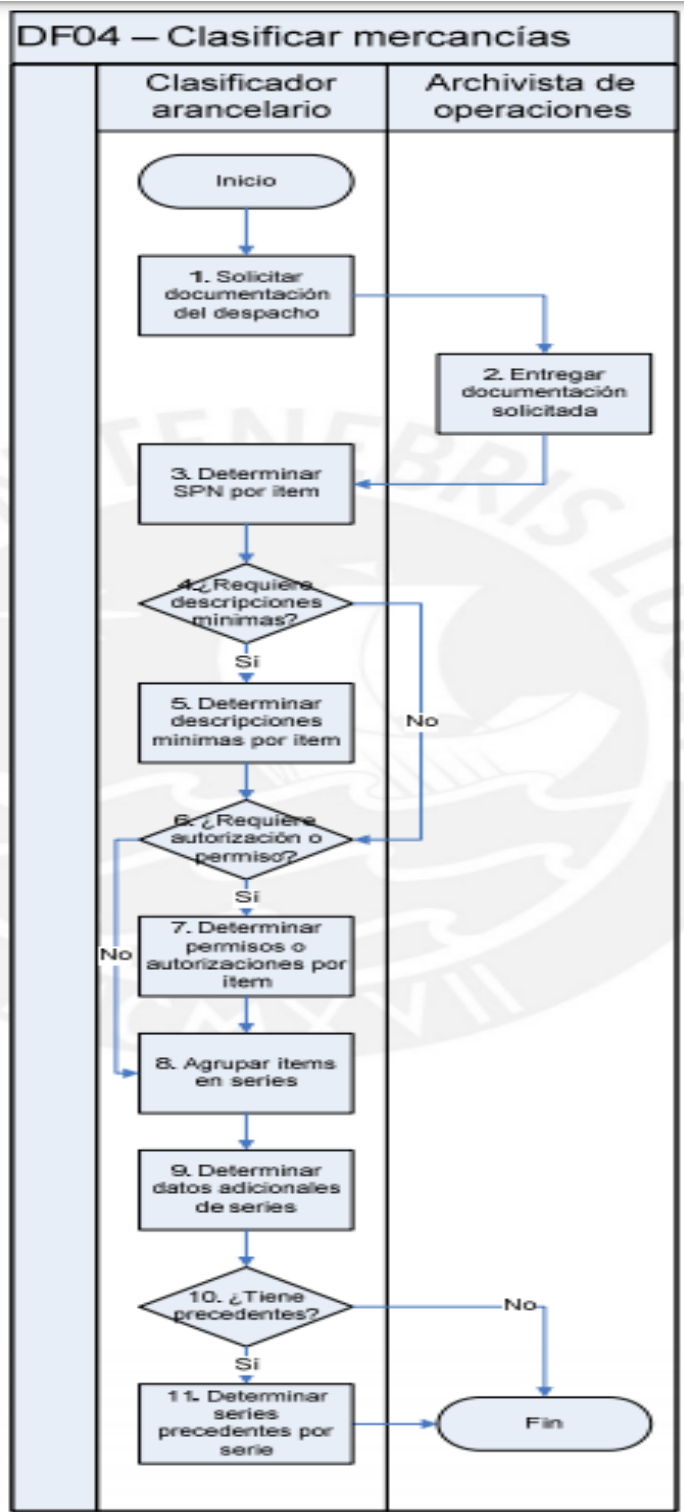 DF04 – Clasificar mercancías
Clasificador
arancelario
Archivista de
operaciones
Inicio
1. Solicitar
documentación
del despacho
2. Entregar
documentación
solicitada
3. Determinar
SPN por item
4.¿Requiere
descripciones
minimas?
Si
5. Determinar
descripciones
minimas por item
No
6. ¿Requiere
autorización o
permiso?
Si
7. Determinar
permisos o
autorizaciones por
item
No
8. Agrupar items
en series
9. Determinar
datos adicionales
de series
10. ¿Tiene
precedentes?
No
Si
11. Determinar
series
precedentes por
serie
Fin
TENEBRIS
MCMXVII